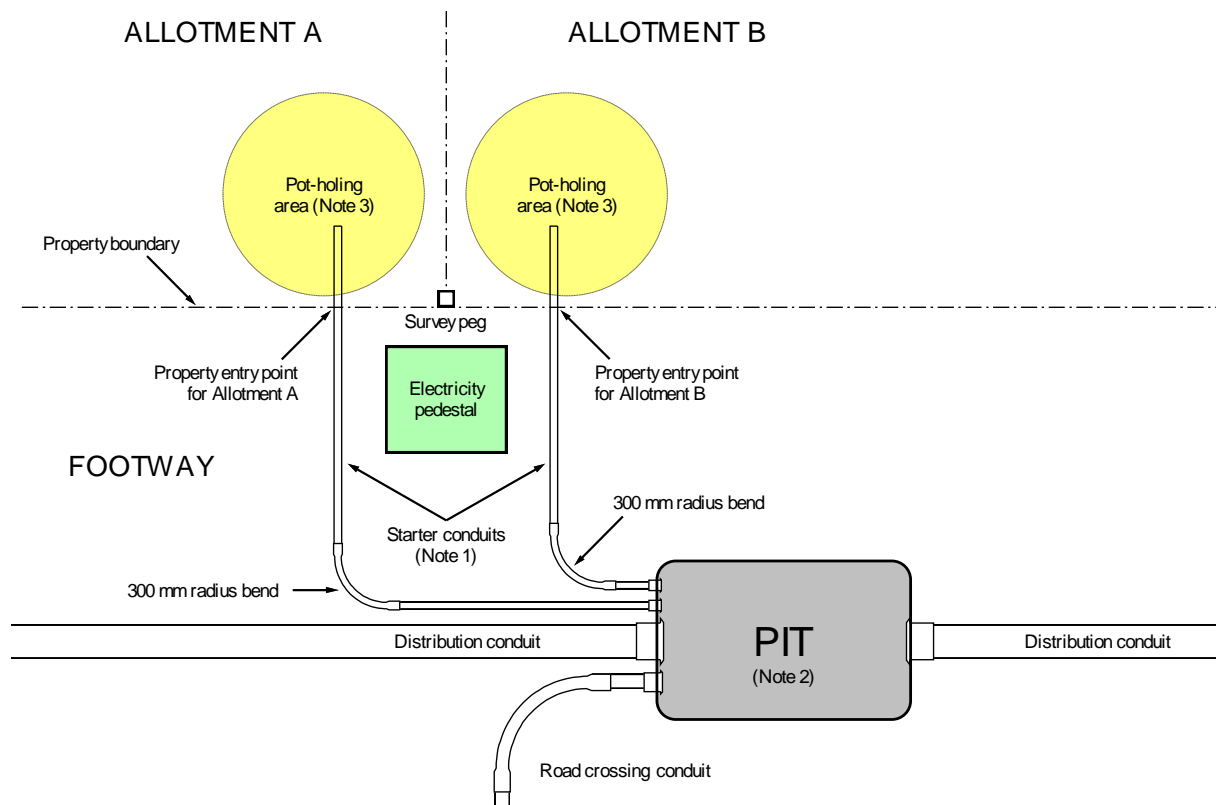 ALLOTMENT A
ALLOTMENT B
Pot-holing
area (Note 3)
Pot-holing
area (Note 3)
Property boundary
Survey peg
Property entry point
for Allotment A
Electricity
pedestal
Property entry point
for Allotment B
FOOTWAY
300 mm radius bend
Starter conduits
(Note 1)
300 mm radius bend
Distribution conduit
PIT
(Note 2)
Distribution conduit
Road crossing conduit